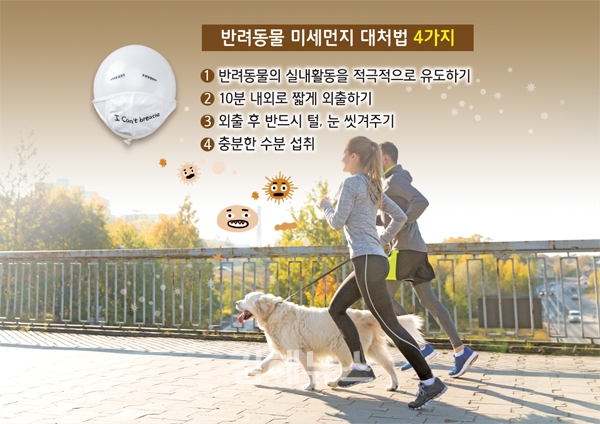 반려동물 미세먼지 대처법 4가지
1 반려동물의 실내활동을 적극적으로 유도하기
2 10분 내외로 짧게 외출하기
3 외출 후 반드시 털, 눈 씻겨주기
4 충분한 수분 섭취
I Can't breathe